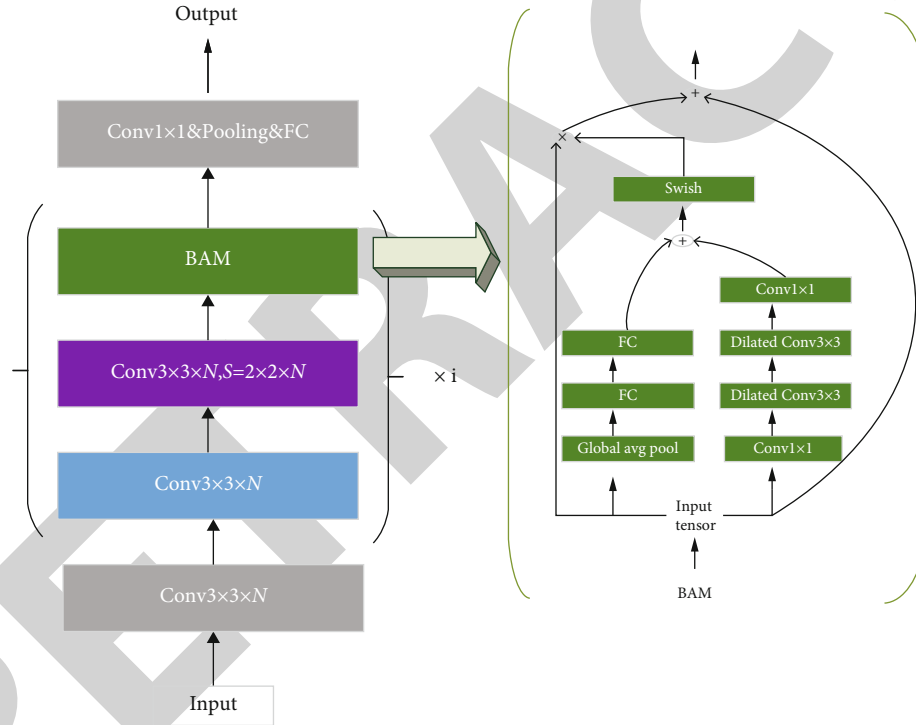 Output
Conv1×1&Pooling&FC
BAM
Conv3×3×N,S=2×2×N
× i
Conv3×3×N
Conv3×3×N
Input
+
×
Swish
+
Conv1×1
FC
Dilated Conv3×3
FC
Dilated Conv3×3
Global avg pool
Conv1×1
Input
tensor
BAM